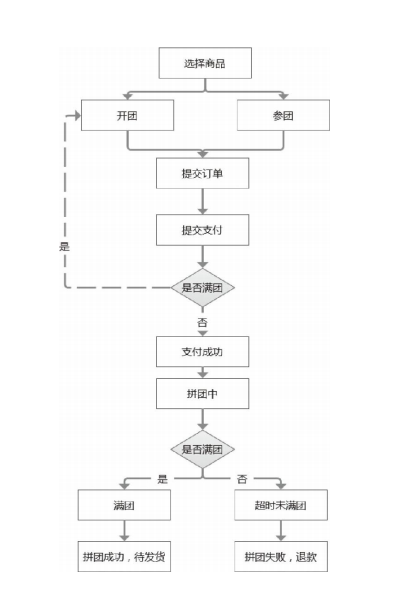 选择商品
开团
参团
提交订单
提交支付
是
是否满团
否
支付成功
拼团中
是否满团
是
否
满团
超时未满团
拼团成功，待发货
拼团失败，退款